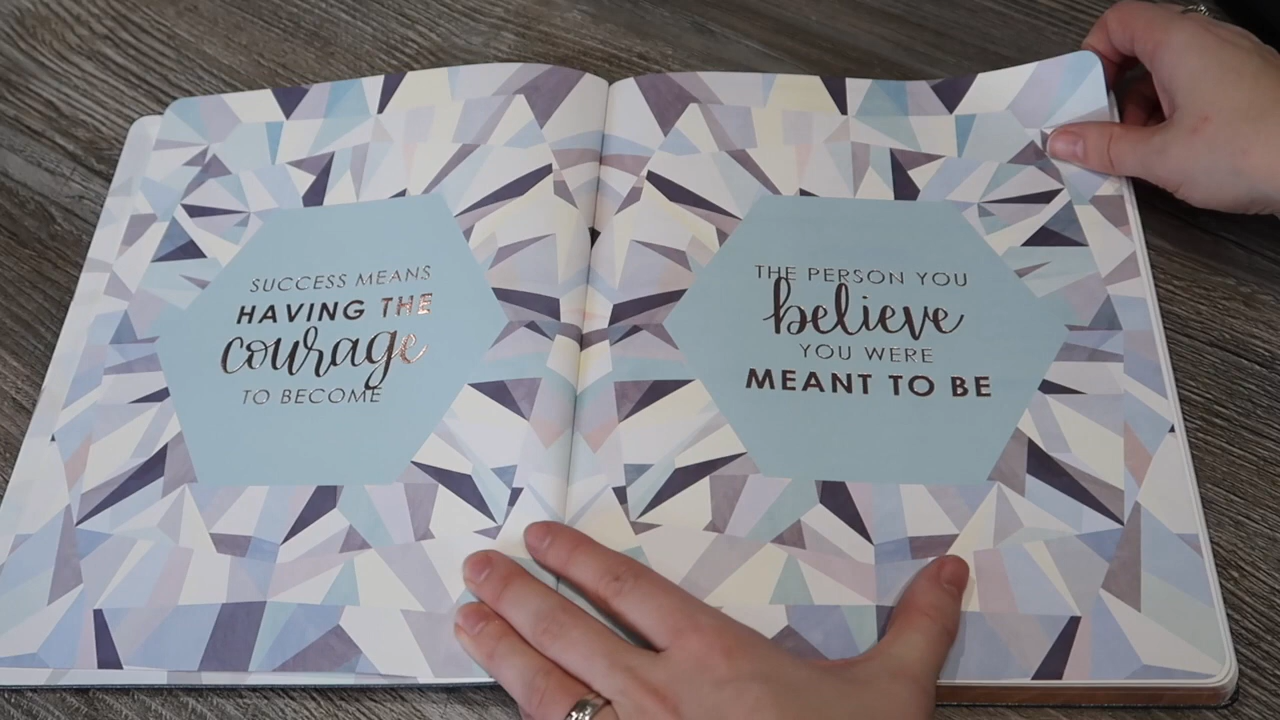 SUCCESS MEANS
HAVING THE
courage
TO BECOME
THE PERSON YOU
believe
YOU WERE
MEANT TO BE